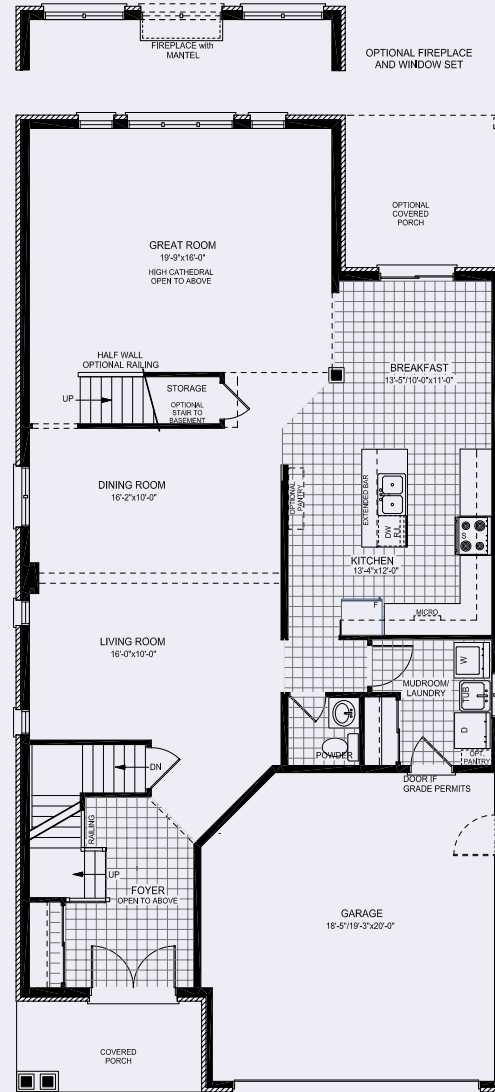 FIREPLACE with
MANTEL
OPTIONAL FIREPLACE
AND WINDOW SET
OPTIONAL
COVERED
PORCH
GREAT ROOM
19'-9"x16'-0"
HIGH CATHEDRAL
OPEN TO ABOVE
HALF WALL
OPTIONAL RAILING
UP
STORAGE
OPTIONAL
STAIR TO
BASEMENT
BREAKFAST
13'-5"/10'-0"x11'-0"
DINING ROOM
16'-2"x10'-0"
OPTIONAL
PANTRY
EXTENDED BAR
DW
R.I.
S
KITCHEN
13'-4"x12'-0"
F
MICRO
LIVING ROOM
16'-0"x10'-0"
MUDROOM/
LAUNDRY
W
TUB
D
OPT.
PANTRY
POWDER
DN
DOOR IF
GRADE PERMITS
RAILING
UP
FOYER
OPEN TO ABOVE
GARAGE
18'-5"/19'-3"x20'-0"
COVERED
PORCH